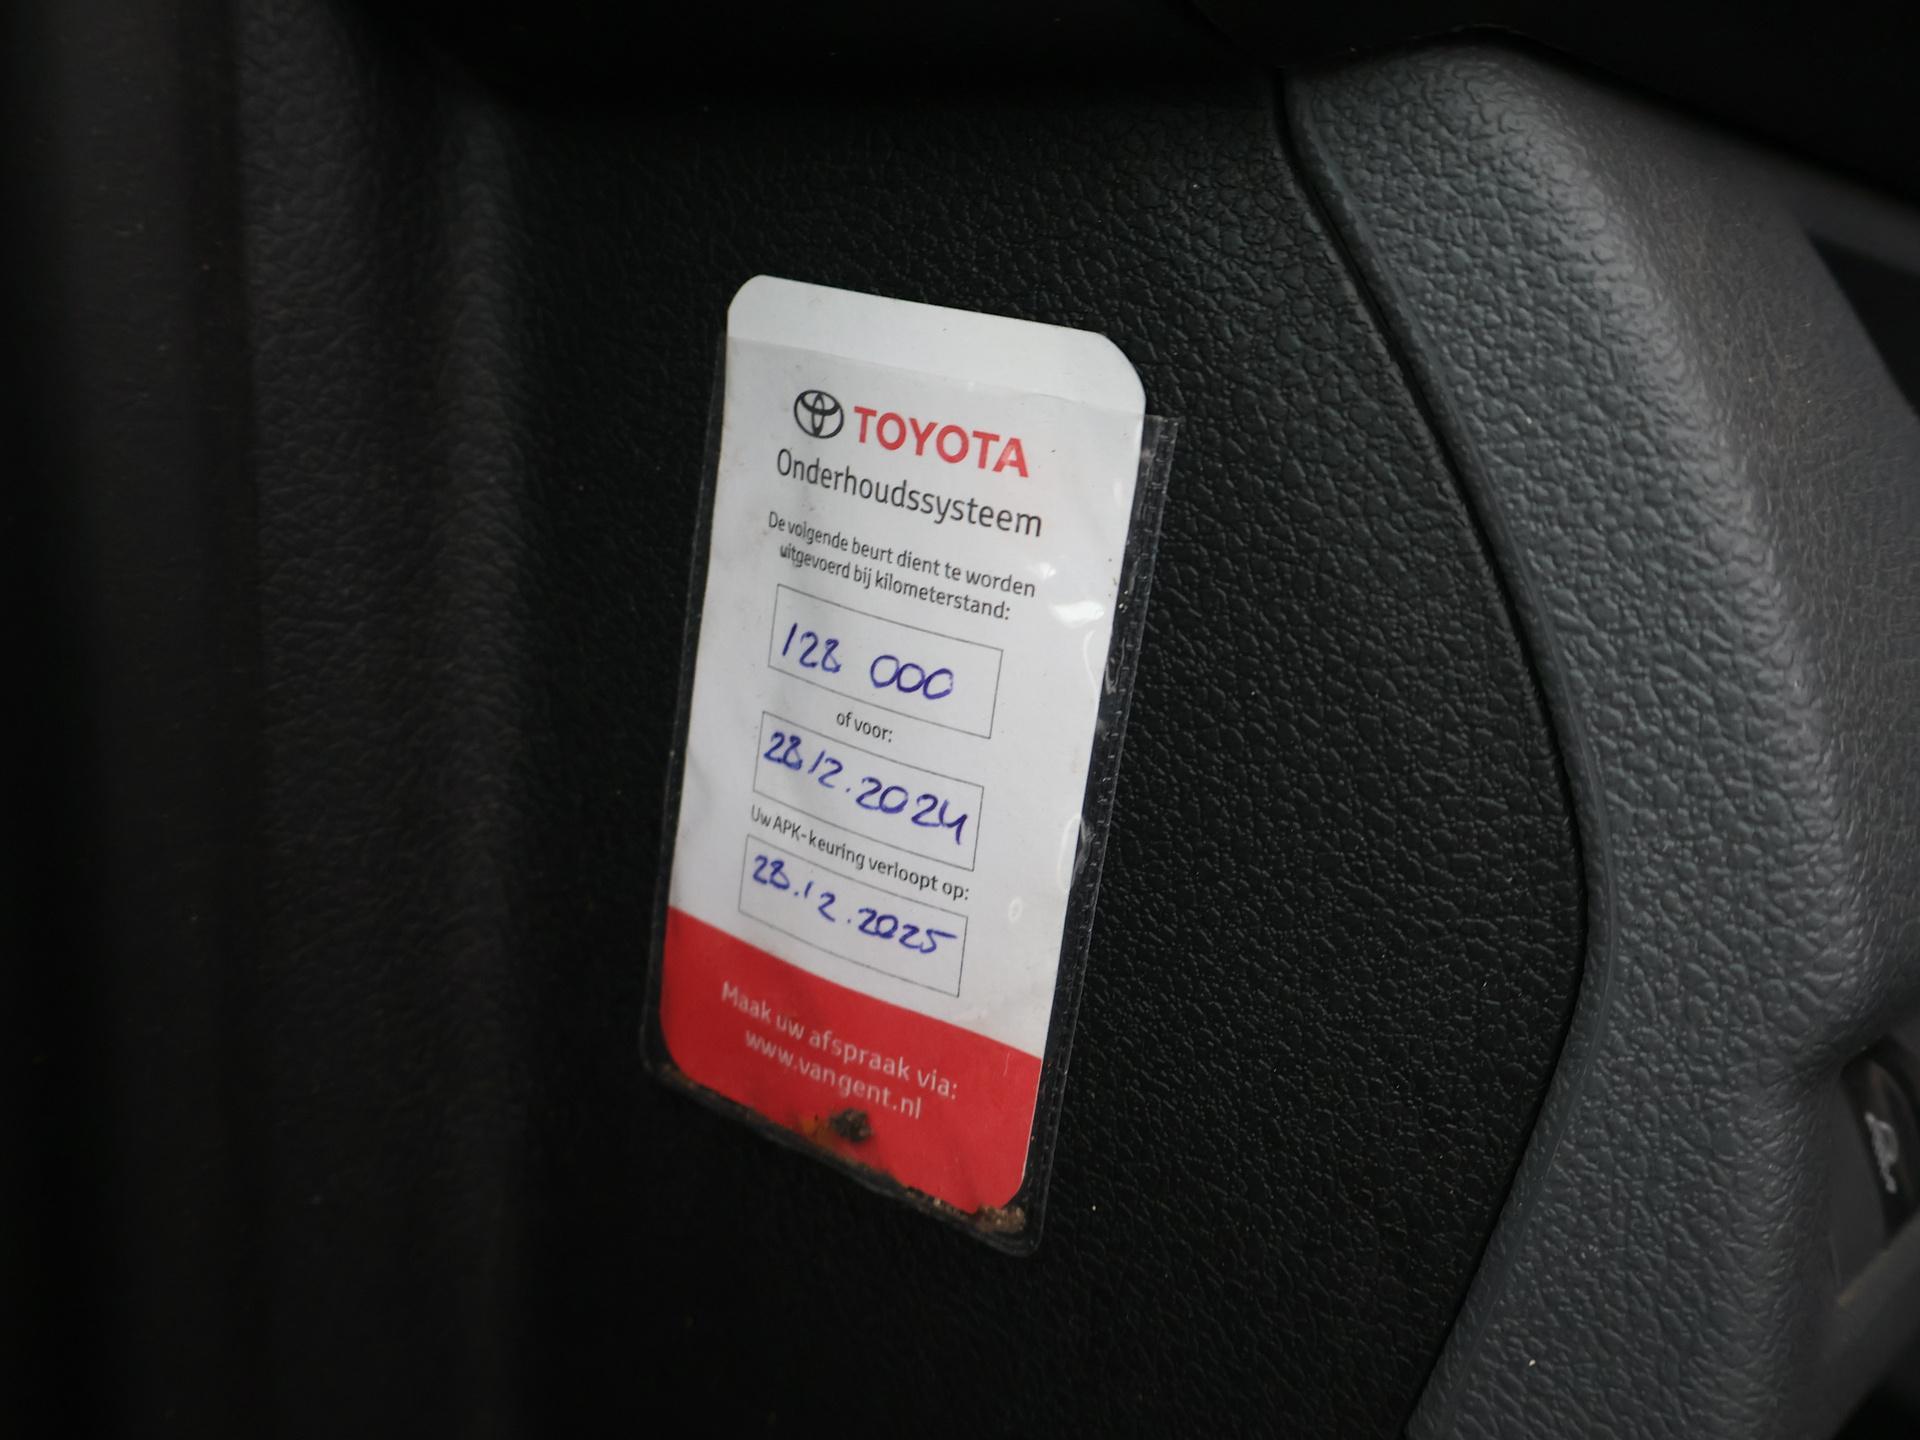 TOYOTA
Onderhoudssysteem
De volgende beurt dient te worden
uitgevoerd bij kilometerstand:
128 000
of voor:
28.12.2024
Uw APK-keuring verloopt op:
28.12.2025
Maak uw afspraak via:
www.vangent.nl